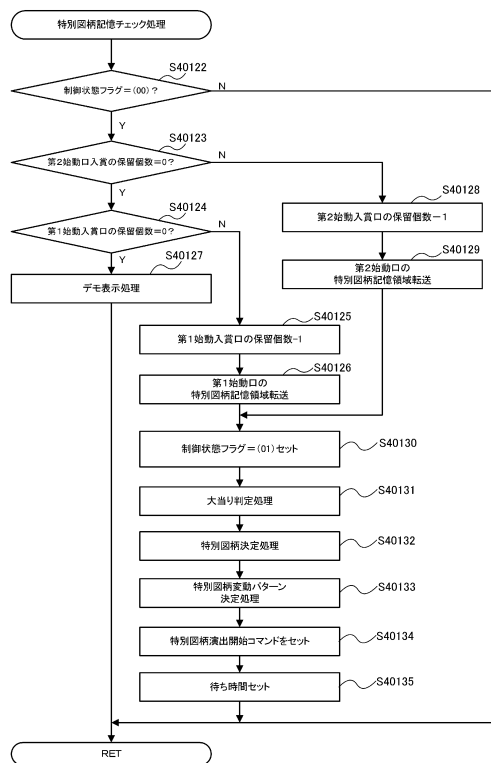 特別図柄記憶チェック処理
S40122
制御状態フラグ=(00)?
N
Y
S40123
第2始動口入賞の保留個数=0?
N
Y
S40124
第1始動入賞口の保留個数=0?
N
Y
S40127
デモ表示処理
S40128
第2始動入賞口の保留個数-1
S40129
第2始動口の
特別図柄記憶領域転送
S40125
第1始動入賞口の保留個数-1
S40126
第1始動口の
特別図柄記憶領域転送
S40130
制御状態フラグ=(01)セット
S40131
大当り判定処理
S40132
特別図柄決定処理
S40133
特別図柄変動パターン
決定処理
S40134
特別図柄演出開始コマンドをセット
S40135
待ち時間セット
RET